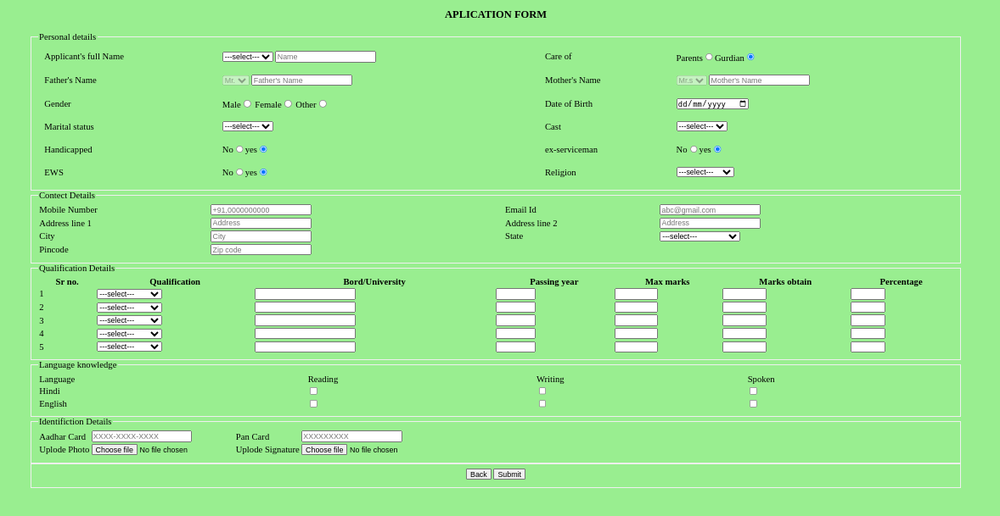 APLICATION FORM
Personal details
Applicant's full Name ---select--- Name Care of Parents Gurdian
Father's Name Mr. Father's Name Mother's Name Mr.s Mother's Name
Gender Male Female Other Date of Birth dd/mm/yyyy
Marital status ---select--- Cast ---select---
Handicapped No yes ex-serviceman No yes
EWS No yes Religion ---select---
Contect Details
Mobile Number +91,0000000000 Email Id abc@gmail.com
Address line 1 Address Address line 2 Address
City City State ---select---
Pincode Zip code
Qualification Details
Sr no. Qualification Bord/University Passing year Max marks Marks obtain Percentage
1 ---select---
2 ---select---
3 ---select---
4 ---select---
5 ---select---
Language knowledge
Language Reading Writing Spoken
Hindi
English
Identifiction Details
Aadhar Card XXXX-XXXX-XXXX Pan Card XXXXXXXXX
Uplode Photo Choose file No file chosen Uplode Signature Choose file No file chosen
Back Submit